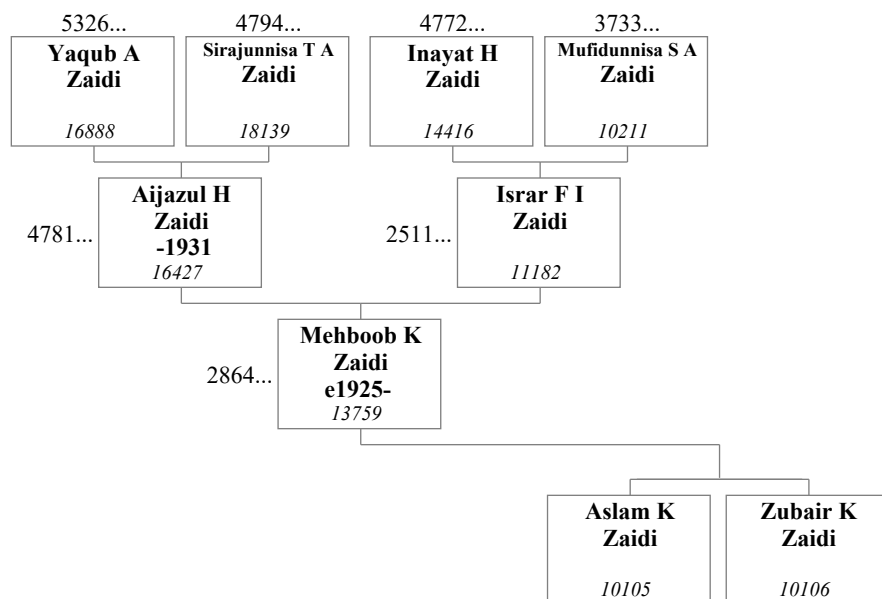 5326...
4794...
4772...
3733...
Yaqub A
Zaidi
16888
Sirajunnisa T A
Zaidi
18139
Inayat H
Zaidi
14416
Mufidunnisa S A
Zaidi
10211
4781...
Aijazul H
Zaidi
-1931
16427
2511...
Israr F I
Zaidi
11182
2864...
Mehboob K
Zaidi
e1925-
13759
Aslam K
Zaidi
10105
Zubair K
Zaidi
10106